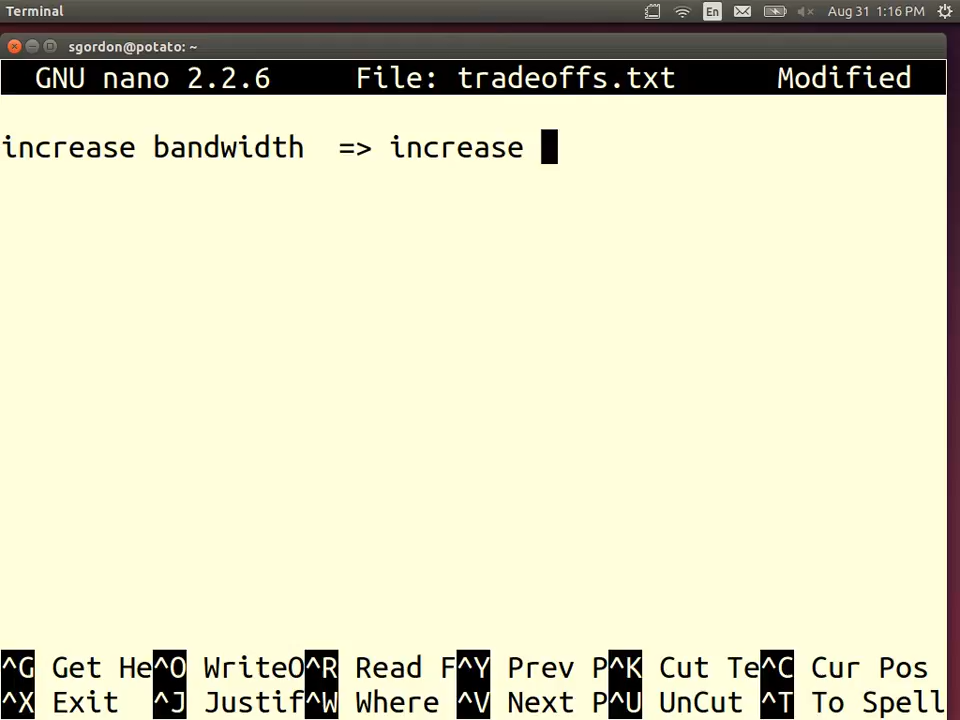 Terminal
En
Aug 31 1:16 PM
sgordon@potato: ~
GNU nano 2.2.6 File: tradeoffs.txt Modified
increase bandwidth => increase
^G Get He^O WriteO^R Read F^Y Prev P^K Cut Te^C Cur Pos
^X Exit ^J Justif^W Where ^V Next P^U UnCut ^T To Spell